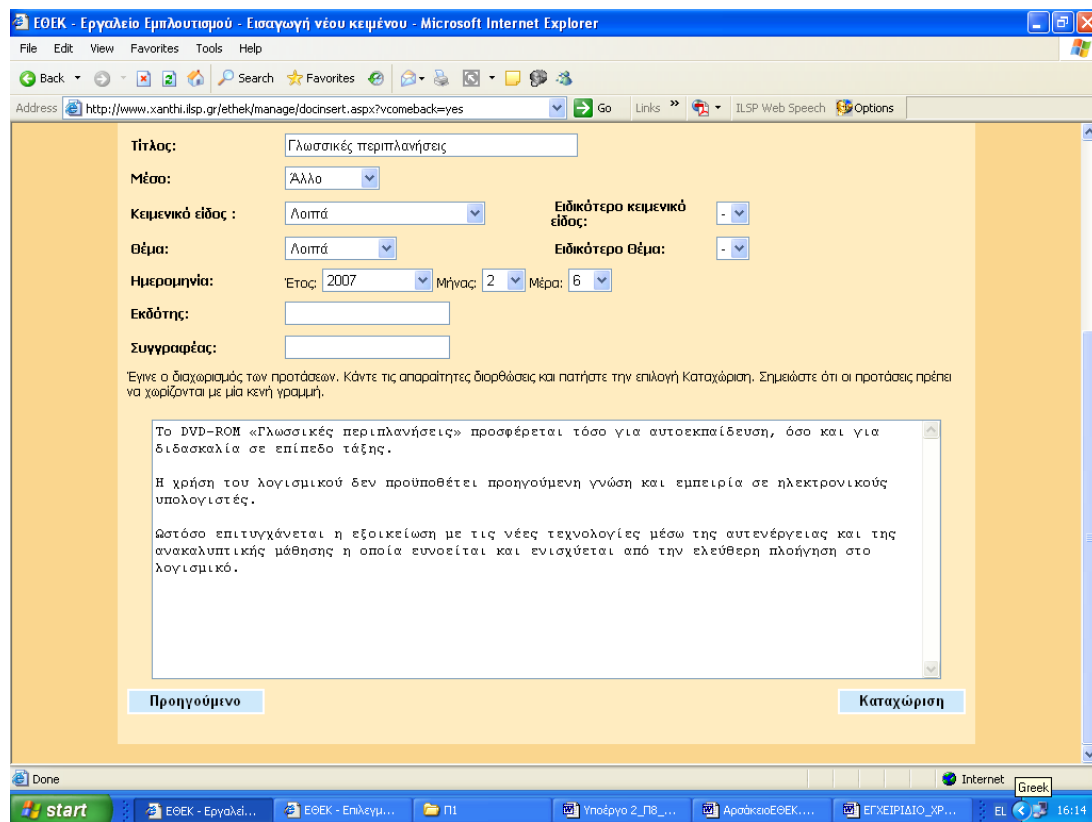 ΕΘΕΚ - Εργαλείο Εμπλουτισμού - Εισαγωγή νέου κειμένου - Microsoft Internet Explorer
File Edit View Favorites Tools Help
Back Search Favorites
Address http://www.xanthi.ilsp.gr/ethek/manage/docinsert.aspx?vcomeback=yes Go Links » ILSP Web Speech Options
Τίτλος: Γλωσσικές περιπλανήσεις
Μέσο: Άλλο
Κειμενικό είδος : Λοιπά Ειδικότερο κειμενικό είδος: -
Θέμα: Λοιπά Ειδικότερο Θέμα: -
Ημερομηνία: Έτος: 2007 Μήνας: 2 Μέρα: 6
Εκδότης:
Συγγραφέας:
Έγινε ο διαχωρισμός των προτάσεων. Κάντε τις απαραίτητες διορθώσεις και πατήστε την επιλογή Καταχώριση. Σημειώστε ότι οι προτάσεις πρέπει
να χωρίζονται με μία κενή γραμμή.
Το DVD-ROM «Γλωσσικές περιπλανήσεις» προσφέρεται τόσο για αυτοεκπαίδευση, όσο και για
διδασκαλία σε επίπεδο τάξης.
Η χρήση του λογισμικού δεν προϋποθέτει προηγούμενη γνώση και εμπειρία σε ηλεκτρονικούς
υπολογιστές.
Ωστόσο επιτυγχάνεται η εξοικείωση με τις νέες τεχνολογίες μέσω της αυτενέργειας και της
ανακαλυπτικής μάθησης η οποία ευνοείται και ενισχύεται από την ελεύθερη πλοήγηση στο
λογισμικό.
Προηγούμενο Καταχώριση
Done Internet
Greek
start ΕΘΕΚ - Εργαλεί... ΕΘΕΚ - Επιλεγμ... Π1 Υποέργο 2_Π8_... ΑρσάκειοΕΘΕΚ.... ΕΓΧΕΙΡΙΔΙΟ_ΧΡ... EL 16:14